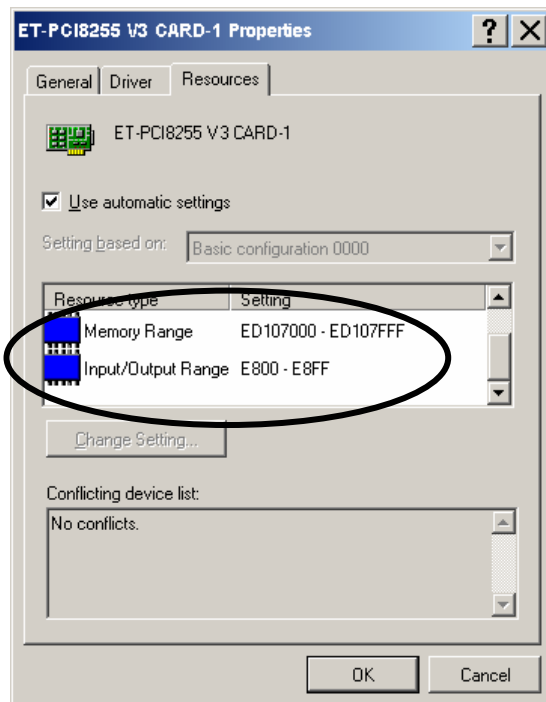 ET-PCI8255 V3 CARD-1 Properties
General Driver Resources
ET-PCI8255 V3 CARD-1
Use automatic settings
Setting based on: Basic configuration 0000
Resource type Setting
Memory Range ED107000 - ED107FFF
Input/Output Range E800 - E8FF
Change Setting...
Conflicting device list:
No conflicts.
OK Cancel